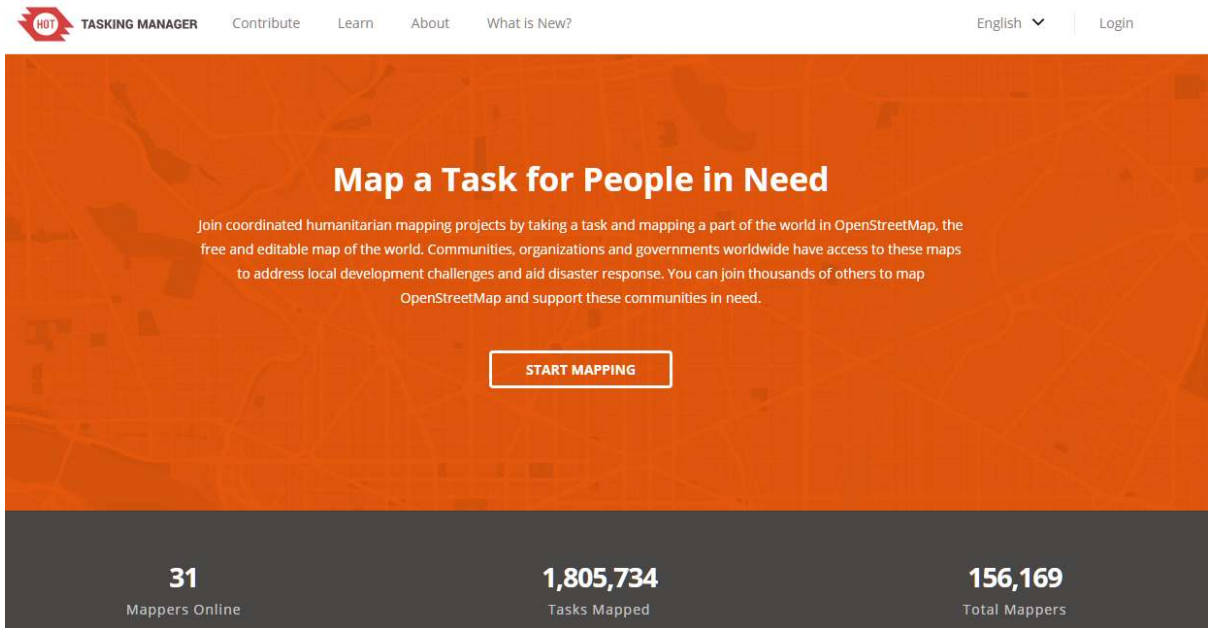 HOT TASKING MANAGER Contribute Learn About What is New? English Login
Map a Task for People in Need
Join coordinated humanitarian mapping projects by taking a task and mapping a part of the world in OpenStreetMap, the
free and editable map of the world. Communities, organizations and governments worldwide have access to these maps
to address local development challenges and aid disaster response. You can join thousands of others to map
OpenStreetMap and support these communities in need.
START MAPPING
31 1,805,734 156,169
Mappers Online Tasks Mapped Total Mappers